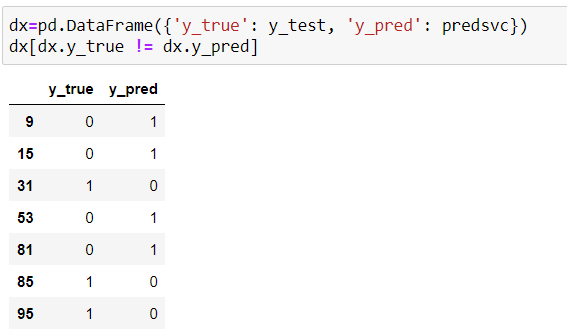 dx=pd.DataFrame({'y_true': y_test, 'y_pred': predsvc})
dx[dx.y_true != dx.y_pred]
y_true y_pred
9 0 1
15 0 1
31 1 0
53 0 1
81 0 1
85 1 0
95 1 0